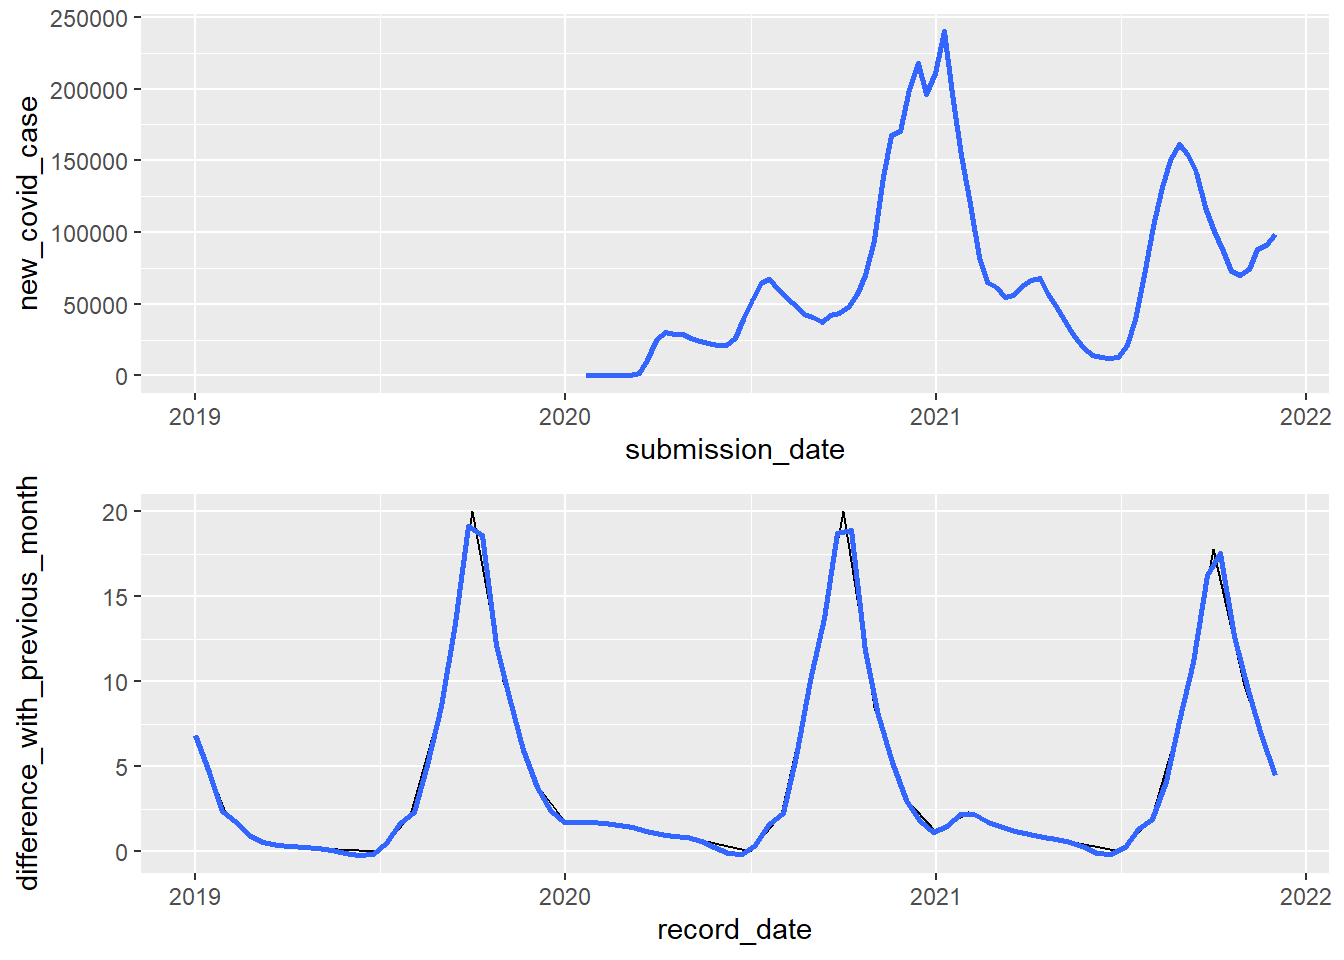 new_covid_case
250000
200000
150000
100000
50000
0
2019 2020 2021 2022
submission_date
difference_with_previous_month
20
15
10
5
0
2019 2020 2021 2022
record_date